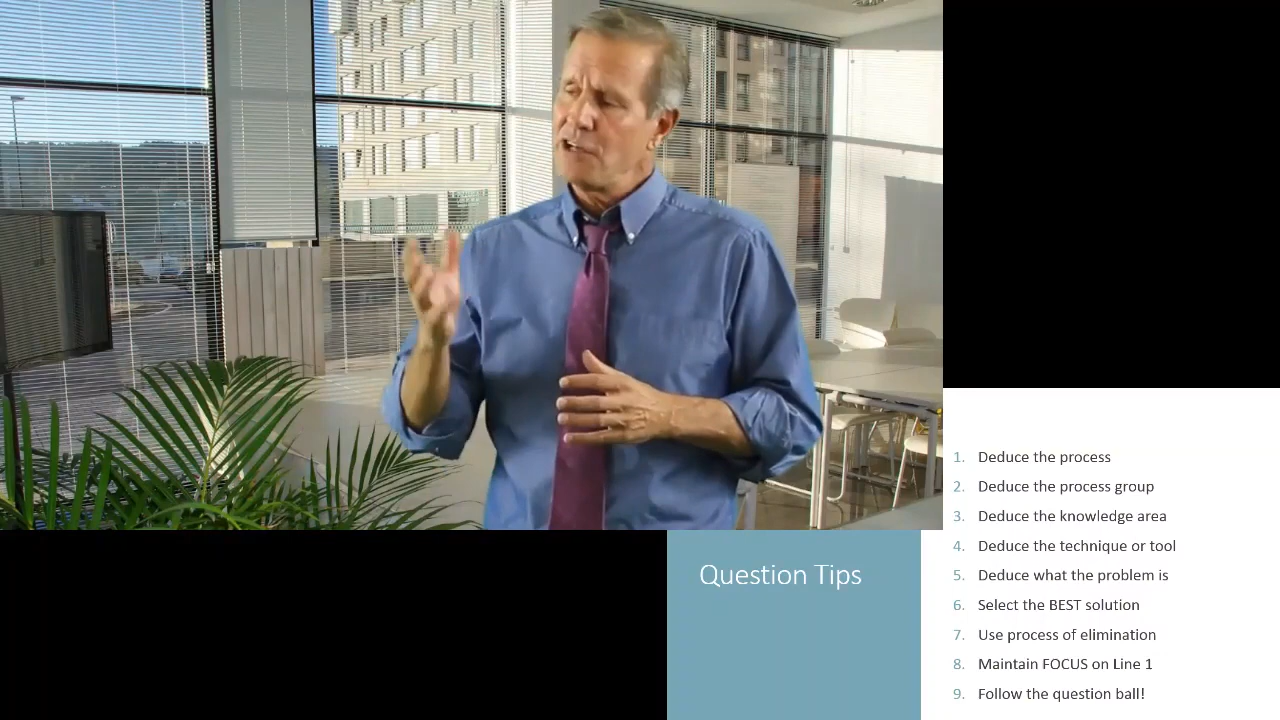 Question Tips
1. Deduce the process
2. Deduce the process group
3. Deduce the knowledge area
4. Deduce the technique or tool
5. Deduce what the problem is
6. Select the BEST solution
7. Use process of elimination
8. Maintain FOCUS on Line 1
9. Follow the question ball!